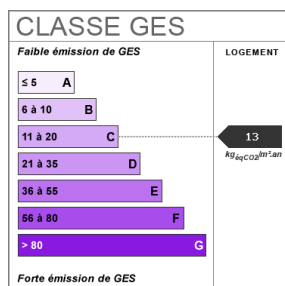 CLASSE GES
Faible émission de GES
LOGEMENT
≤ 5 A
6 à 10 B
11 à 20 C
13
kgéqCO2/m².an
21 à 35 D
36 à 55 E
56 à 80 F
> 80 G
Forte émission de GES